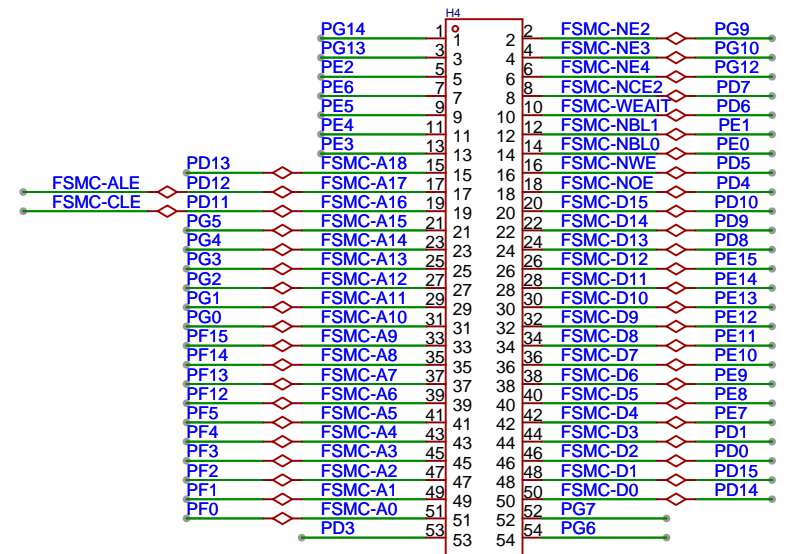 H4
PG14 1 1 2 2 FSMC-NE2 PG9
PG13 3 3 4 4 FSMC-NE3 PG10
PE2 5 5 6 6 FSMC-NE4 PG12
PE6 7 7 8 8 FSMC-NCE2 PD7
PE5 9 9 10 10 FSMC-WEAIT PD6
PE4 11 11 12 12 FSMC-NBL1 PE1
PE3 13 13 14 14 FSMC-NBL0 PE0
PD13 FSMC-A18 15 15 16 16 FSMC-NWE PD5
FSMC-ALE PD12 FSMC-A17 17 17 18 18 FSMC-NOE PD4
FSMC-CLE PD11 FSMC-A16 19 19 20 20 FSMC-D15 PD10
PG5 FSMC-A15 21 21 22 22 FSMC-D14 PD9
PG4 FSMC-A14 23 23 24 24 FSMC-D13 PD8
PG3 FSMC-A13 25 25 26 26 FSMC-D12 PE15
PG2 FSMC-A12 27 27 28 28 FSMC-D11 PE14
PG1 FSMC-A11 29 29 30 30 FSMC-D10 PE13
PG0 FSMC-A10 31 31 32 32 FSMC-D9 PE12
PF15 FSMC-A9 33 33 34 34 FSMC-D8 PE11
PF14 FSMC-A8 35 35 36 36 FSMC-D7 PE10
PF13 FSMC-A7 37 37 38 38 FSMC-D6 PE9
PF12 FSMC-A6 39 39 40 40 FSMC-D5 PE8
PF5 FSMC-A5 41 41 42 42 FSMC-D4 PE7
PF4 FSMC-A4 43 43 44 44 FSMC-D3 PD1
PF3 FSMC-A3 45 45 46 46 FSMC-D2 PD0
PF2 FSMC-A2 47 47 48 48 FSMC-D1 PD15
PF1 FSMC-A1 49 49 50 50 FSMC-D0 PD14
PF0 FSMC-A0 51 51 52 52 PG7
PD3 53 53 54 54 PG6